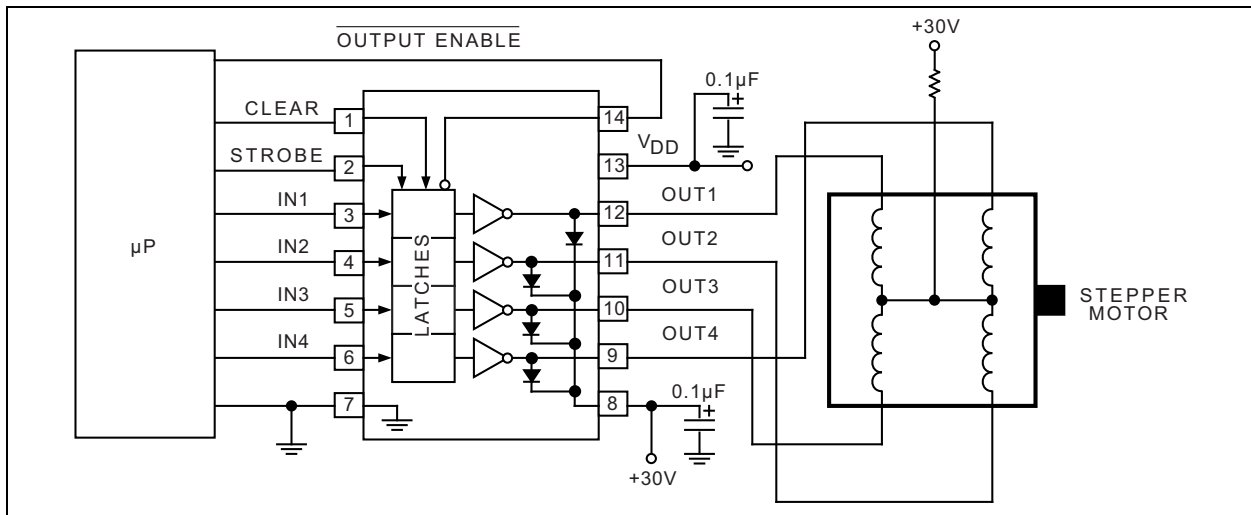 +30V
OUTPUT ENABLE
0.1µF
+
CLEAR
1
14
VDD
STROBE
2
13
OUT1
IN1
3
12
OUT2
µP
IN2
4
LATCHES
11
OUT3
IN3
5
10
STEPPER
MOTOR
OUT4
IN4
6
9
0.1µF
+
7
8
+30V